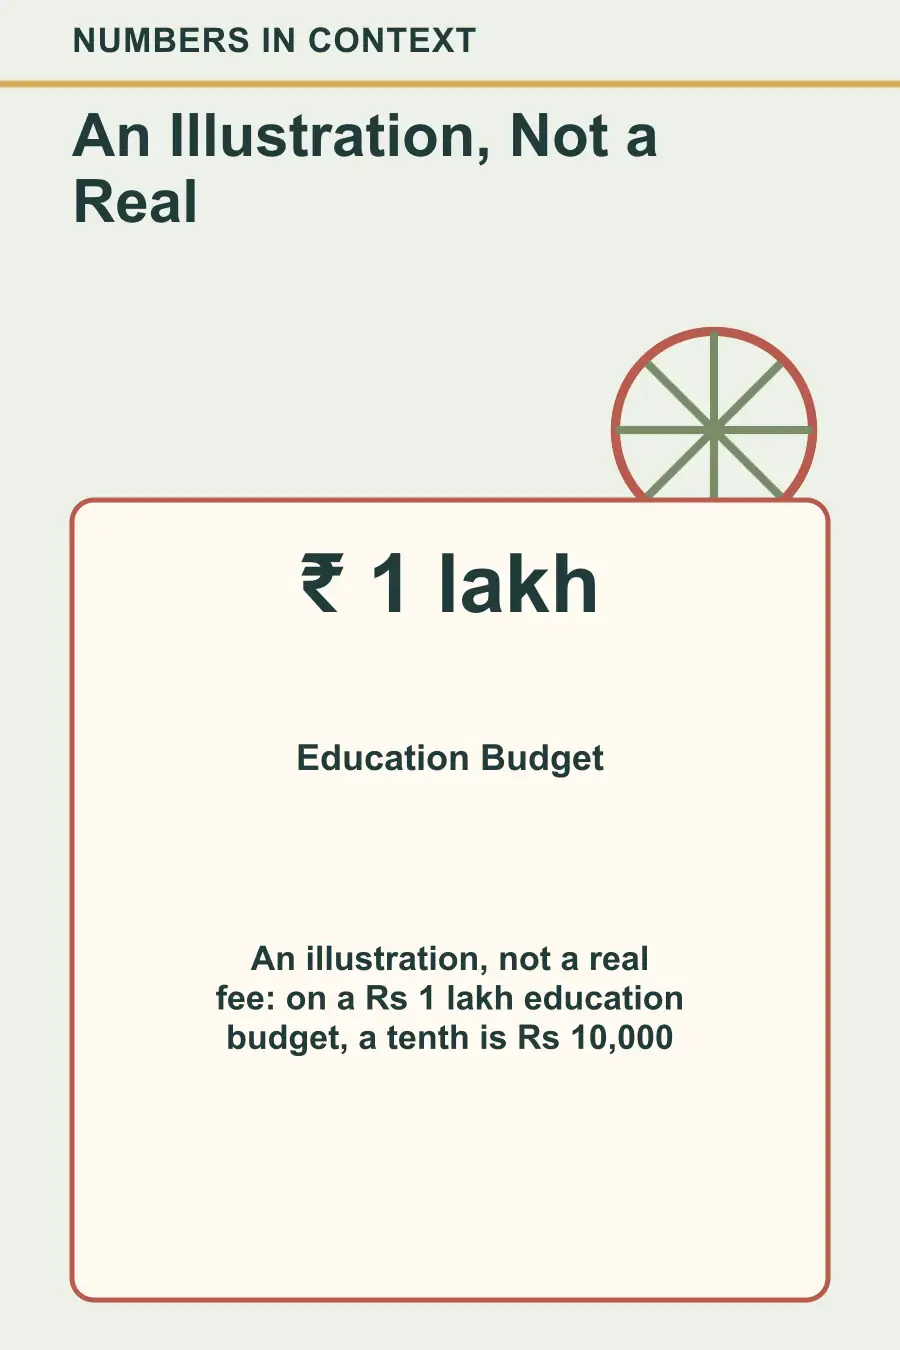 NUMBERS IN CONTEXT
An Illustration, Not a
Real
₹ 1 lakh
Education Budget
An illustration, not a real
fee: on a Rs 1 lakh education
budget, a tenth is Rs 10,000